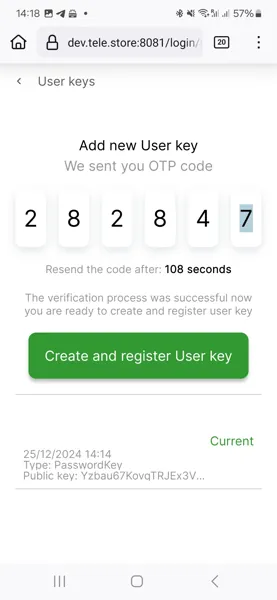 14:18
57%
dev.tele.store:8081/login/
20
User keys
Add new User key
We sent you OTP code
2 8 2 8 4 7
Resend the code after: 108 seconds
The verification process was successful now
you are ready to create and register user key
Create and register User key
Current
25/12/2024 14:14
Type: PasswordKey
Public key: Yzbau67KovqTRJEx3V...